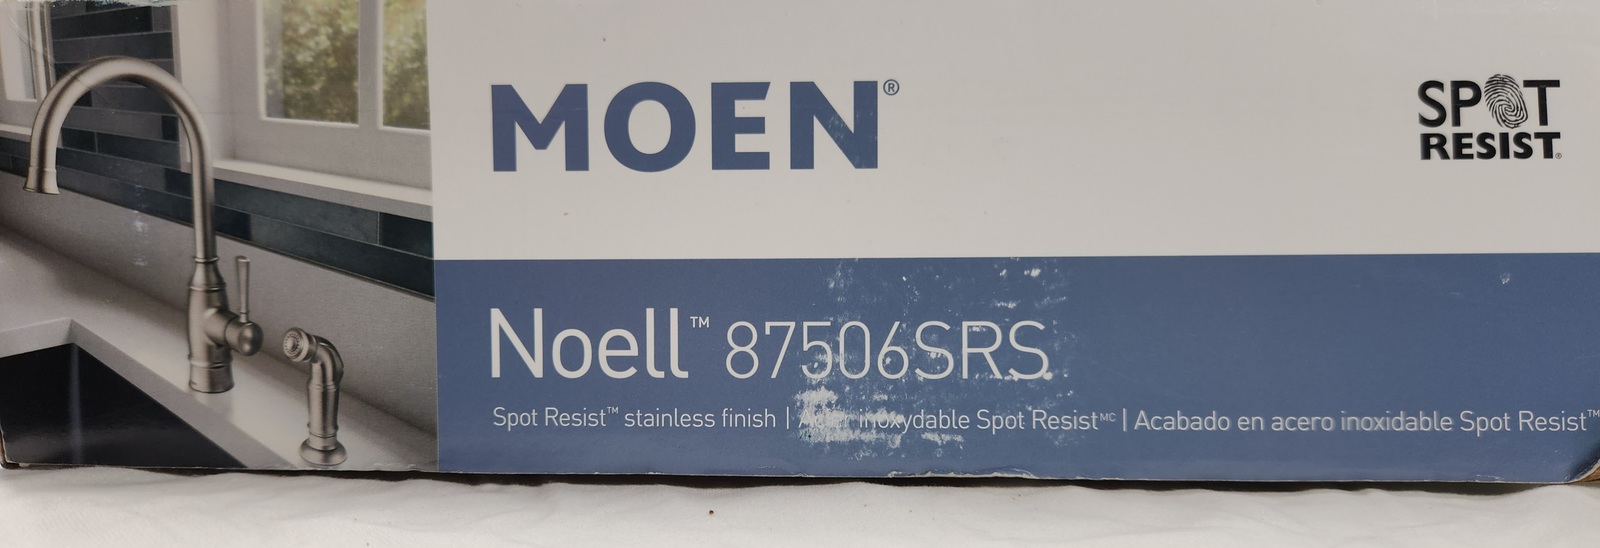 MOEN®
SPOT
RESIST®
Noell™ 87506SRS
Spot Resist™ stainless finish | Acier inoxydable Spot Resist MC | Acabado en acero inoxidable Spot Resist™